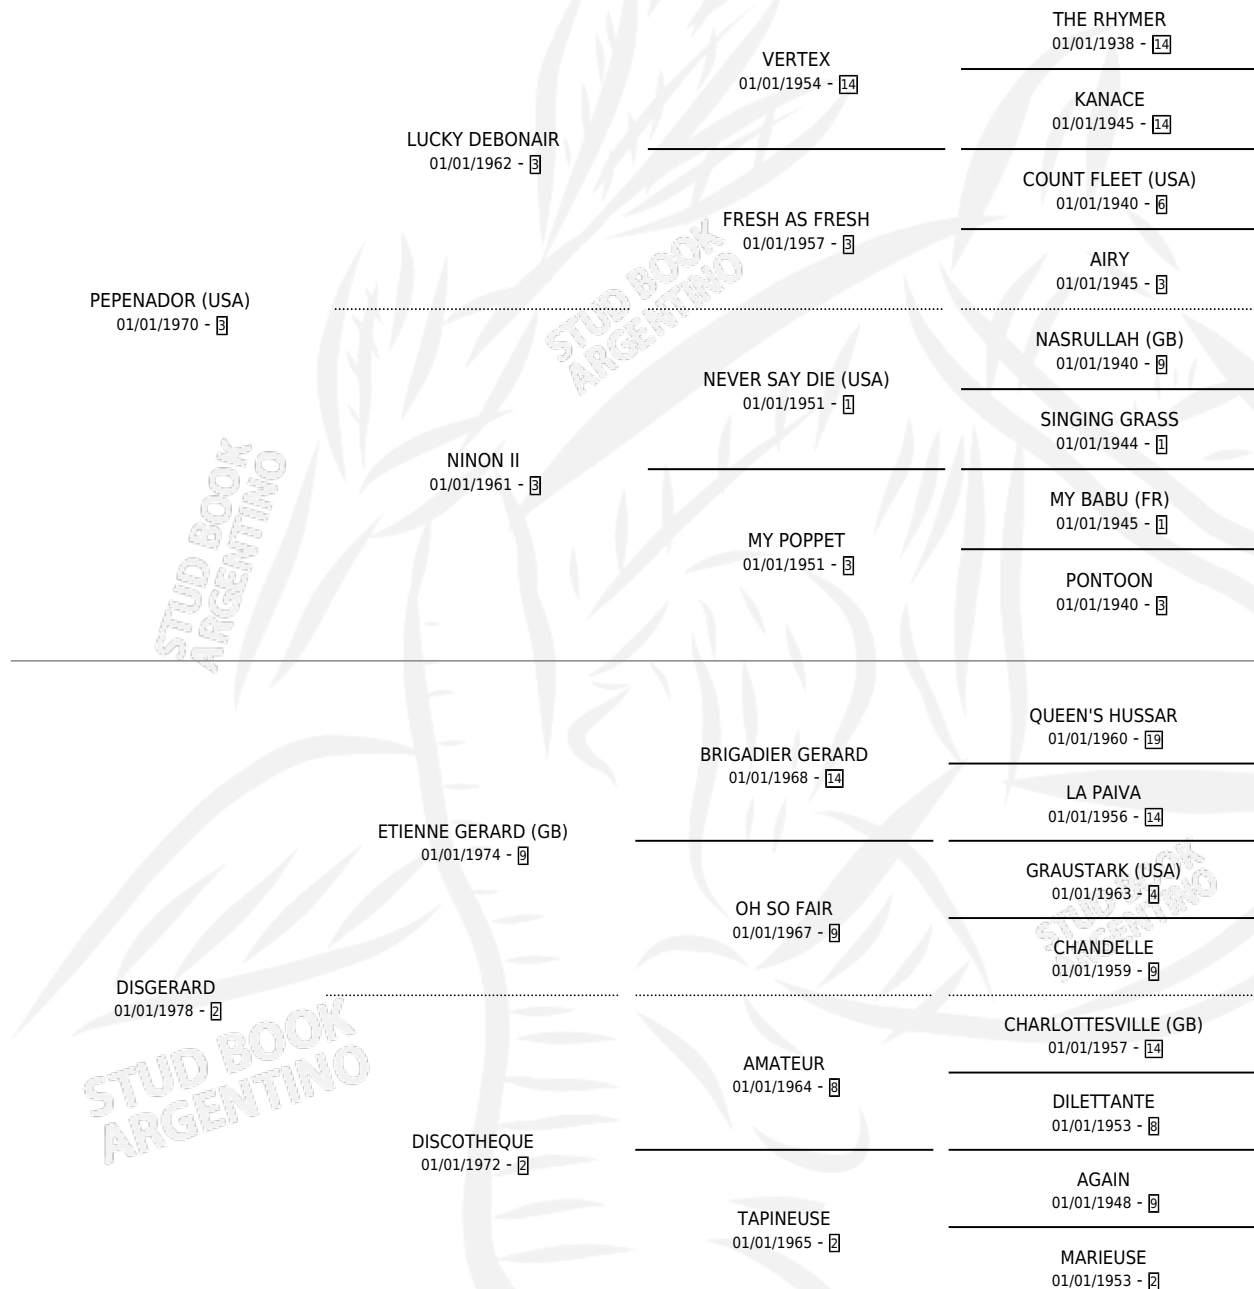 THE RHYMER
01/01/1938 - 14
VERTEX
01/01/1954 - 14
KANACE
01/01/1945 - 14
LUCKY DEBONAIR
01/01/1962 - 3
COUNT FLEET (USA)
01/01/1940 - 6
FRESH AS FRESH
01/01/1957 - 3
AIRY
01/01/1945 - 3
PEPENADOR (USA)
01/01/1970 - 3
NASRULLAH (GB)
01/01/1940 - 9
NEVER SAY DIE (USA)
01/01/1951 - 1
SINGING GRASS
01/01/1944 - 1
NINON II
01/01/1961 - 3
MY BABU (FR)
01/01/1945 - 1
MY POPPET
01/01/1951 - 3
PONTOON
01/01/1940 - 3
QUEEN'S HUSSAR
01/01/1960 - 19
BRIGADIER GERARD
01/01/1968 - 14
LA PAIVA
01/01/1956 - 14
ETIENNE GERARD (GB)
01/01/1974 - 9
GRAUSTARK (USA)
01/01/1963 - 4
OH SO FAIR
01/01/1967 - 9
CHANDELLE
01/01/1959 - 9
DISGERARD
01/01/1978 - 2
CHARLOTTESVILLE (GB)
01/01/1957 - 14
AMATEUR
01/01/1964 - 8
DILETTANTE
01/01/1953 - 8
DISCOTHEQUE
01/01/1972 - 2
AGAIN
01/01/1948 - 9
TAPINEUSE
01/01/1965 - 2
MARIEUSE
01/01/1953 - 2
STUD BOOK
ARGENTINO
STUD BOOK
ARGENTINO
STUD BOOK
ARGENTINO
STUD BOOK
ARGENTINO